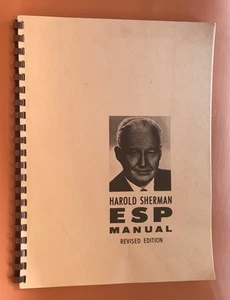 HAROLD SHERMAN
ESP
MANUAL
REVISED EDITION